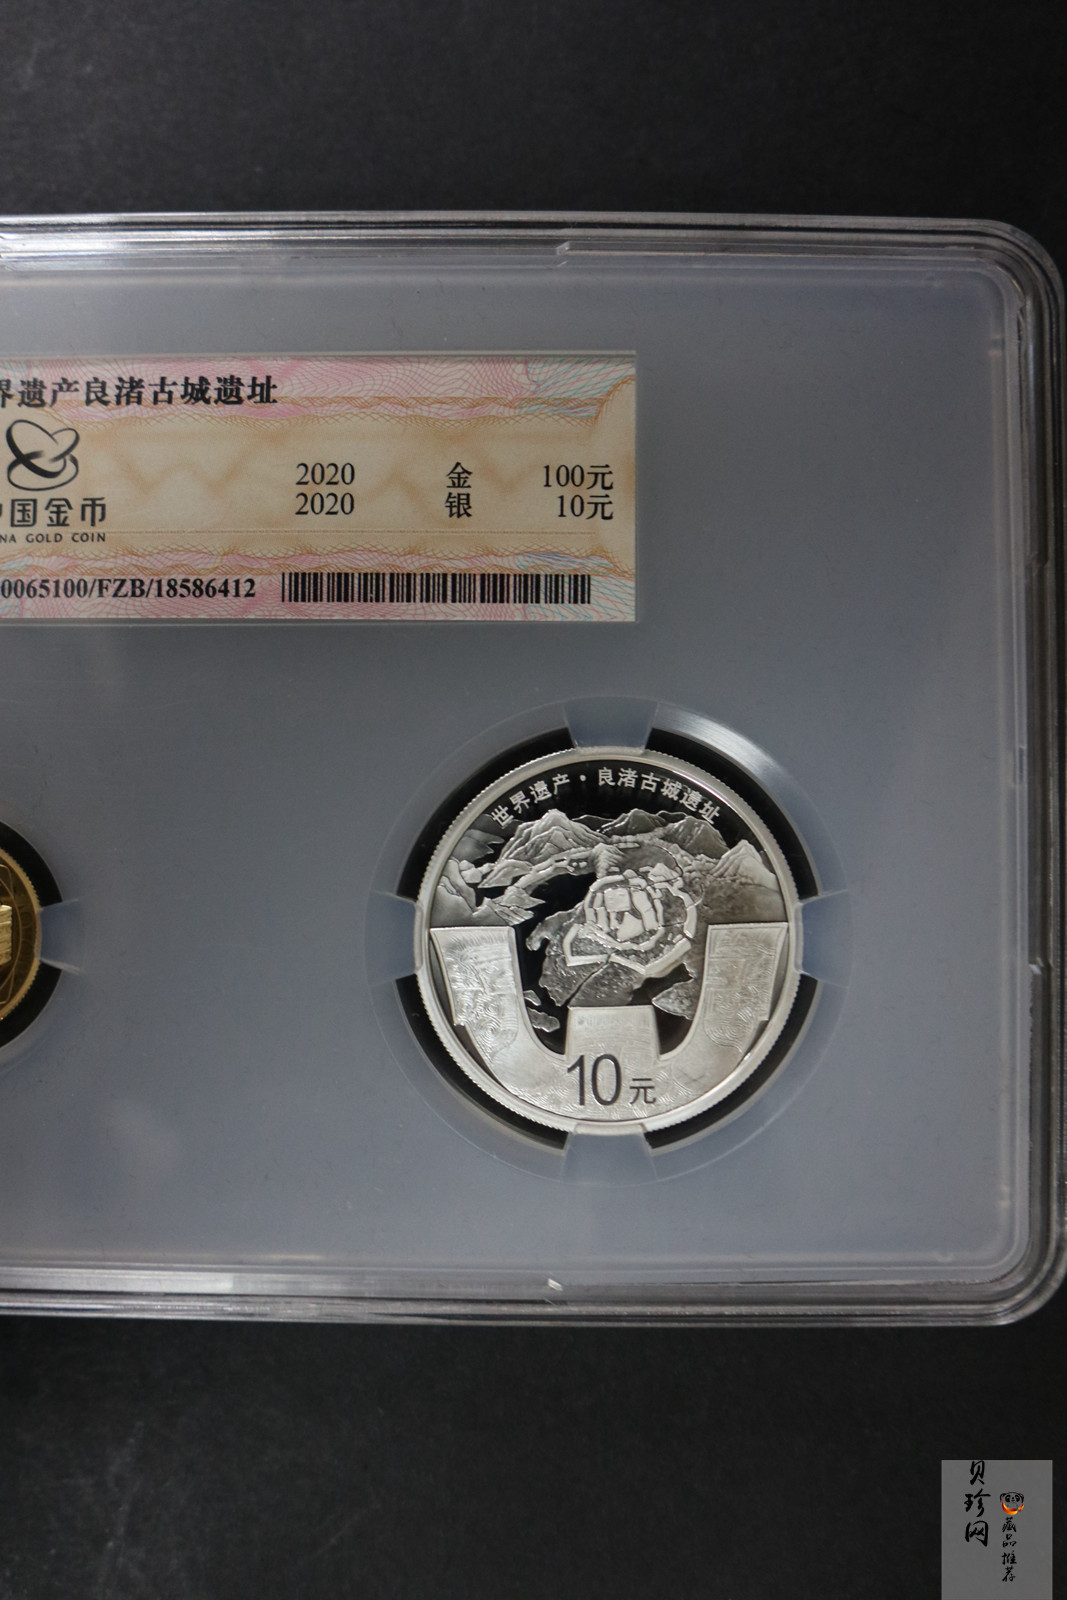 界遗产良渚古城遗址
2020 金 100元
2020 银 10元
中国金币
NA GOLD COIN
0065100/FZB/18586412
世界遗产·良渚古城遗址
10元
贝珍网
藏品推荐